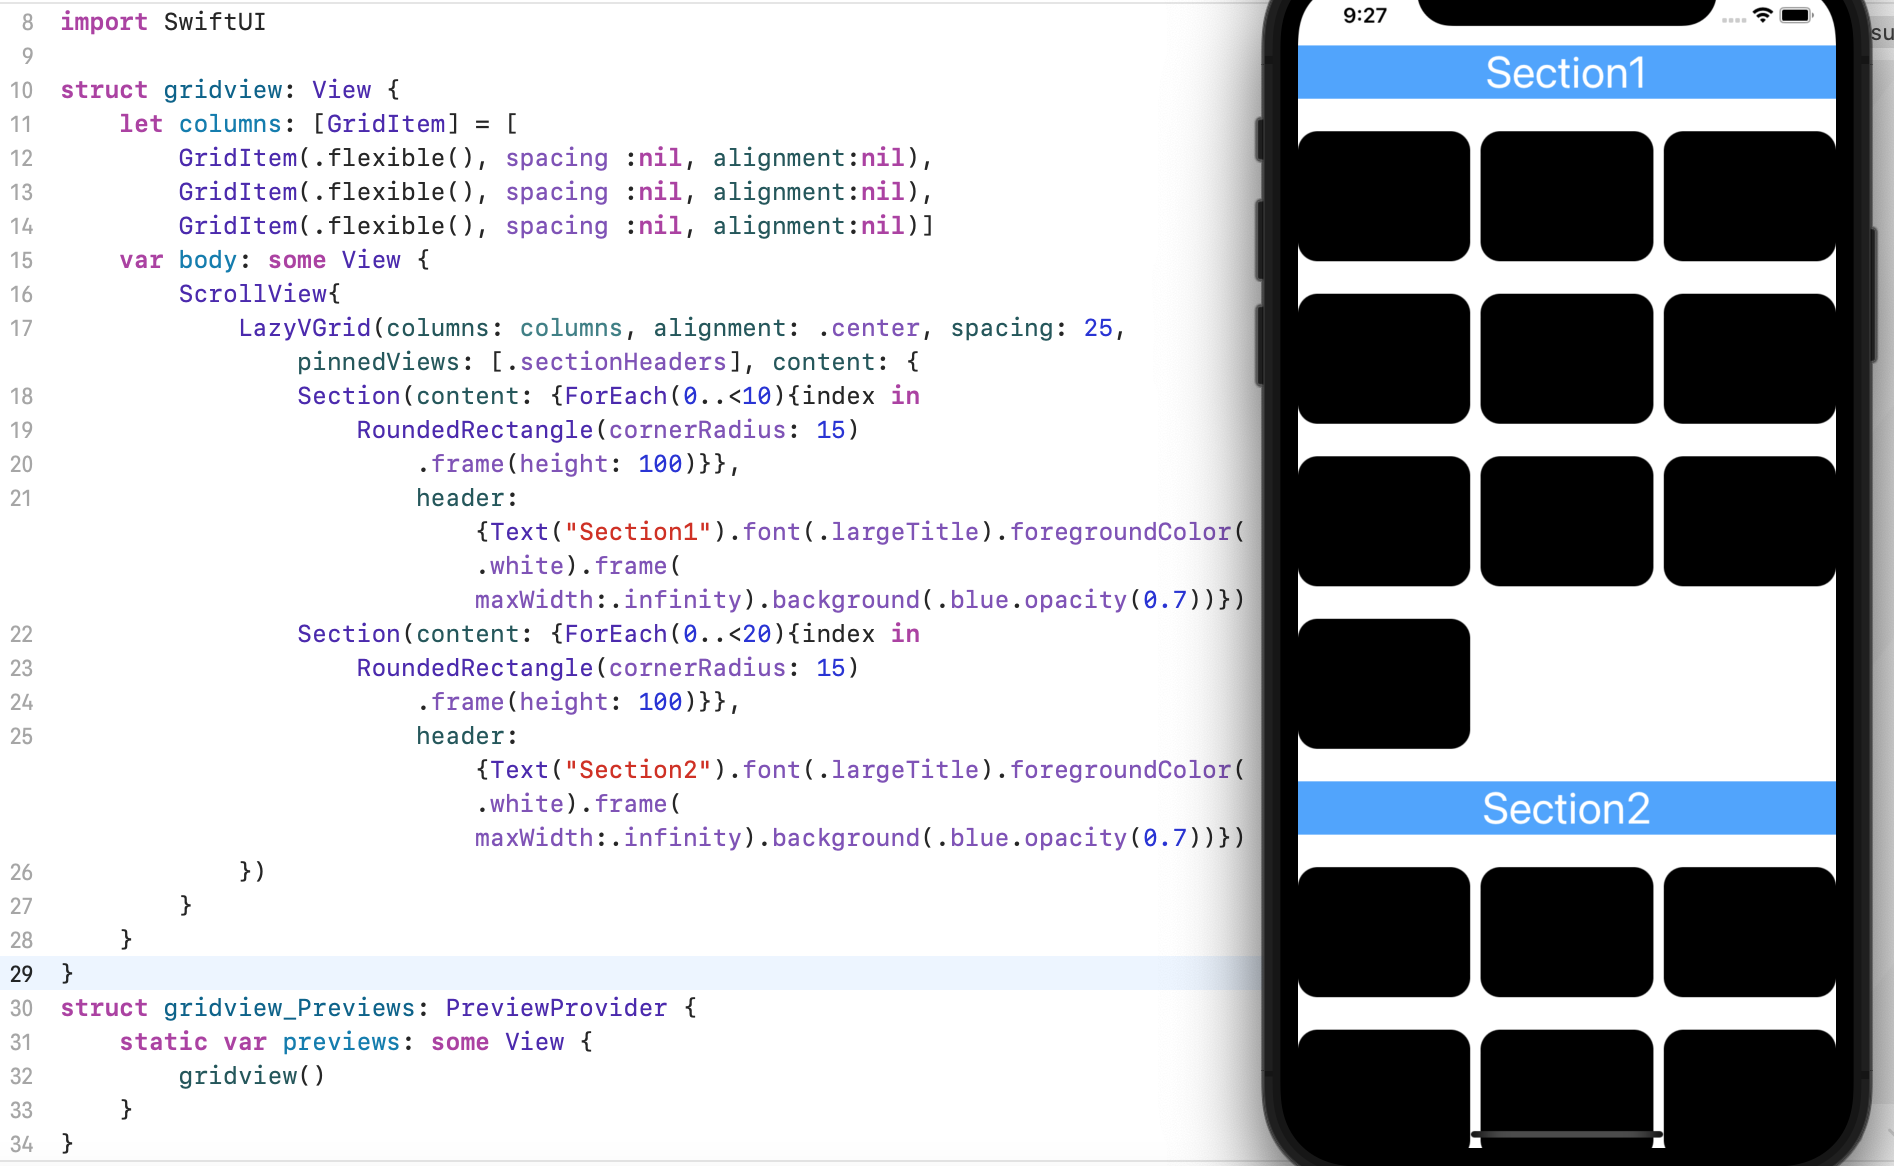 8 import SwiftUI
9
10 struct gridview: View {
11     let columns: [GridItem] = [
12         GridItem(.flexible(), spacing :nil, alignment:nil),
13         GridItem(.flexible(), spacing :nil, alignment:nil),
14         GridItem(.flexible(), spacing :nil, alignment:nil)]
15     var body: some View {
16         ScrollView{
17             LazyVGrid(columns: columns, alignment: .center, spacing: 25,
                pinnedViews: [.sectionHeaders], content: {
18                 Section(content: {ForEach(0..<10){index in
19                     RoundedRectangle(cornerRadius: 15)
20                         .frame(height: 100)}},
21                         header:
                            {Text("Section1").font(.largeTitle).foregroundColor(
                            .white).frame(
                            maxWidth:.infinity).background(.blue.opacity(0.7))})
22                 Section(content: {ForEach(0..<20){index in
23                     RoundedRectangle(cornerRadius: 15)
24                         .frame(height: 100)}},
25                         header:
                            {Text("Section2").font(.largeTitle).foregroundColor(
                            .white).frame(
                            maxWidth:.infinity).background(.blue.opacity(0.7))})
26             })
27         }
28     }
29 }
30 struct gridview_Previews: PreviewProvider {
31     static var previews: some View {
32         gridview()
33     }
34 }
9:27
Section1
Section2
su